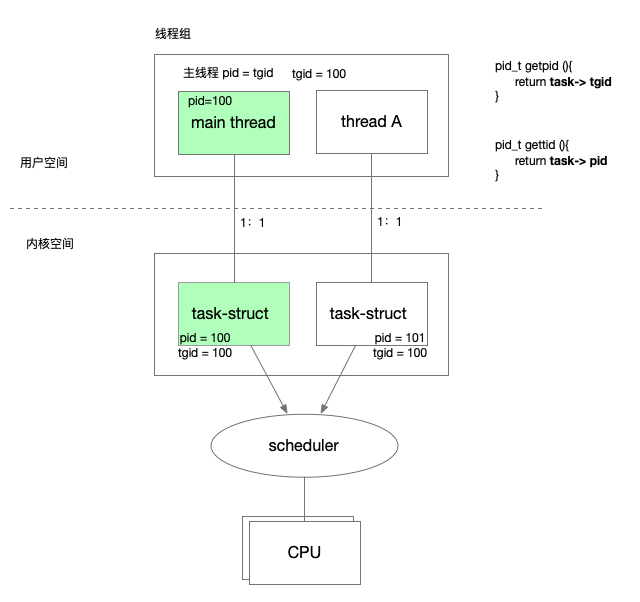 线程组
主线程 pid = tgid
tgid = 100
pid=100
main thread
thread A
pid_t getpid (){
return task-> tgid
}
pid_t gettid (){
return task-> pid
}
用户空间
1：1
1：1
内核空间
task-struct
pid = 100
tgid = 100
task-struct
pid = 101
tgid = 100
scheduler
CPU